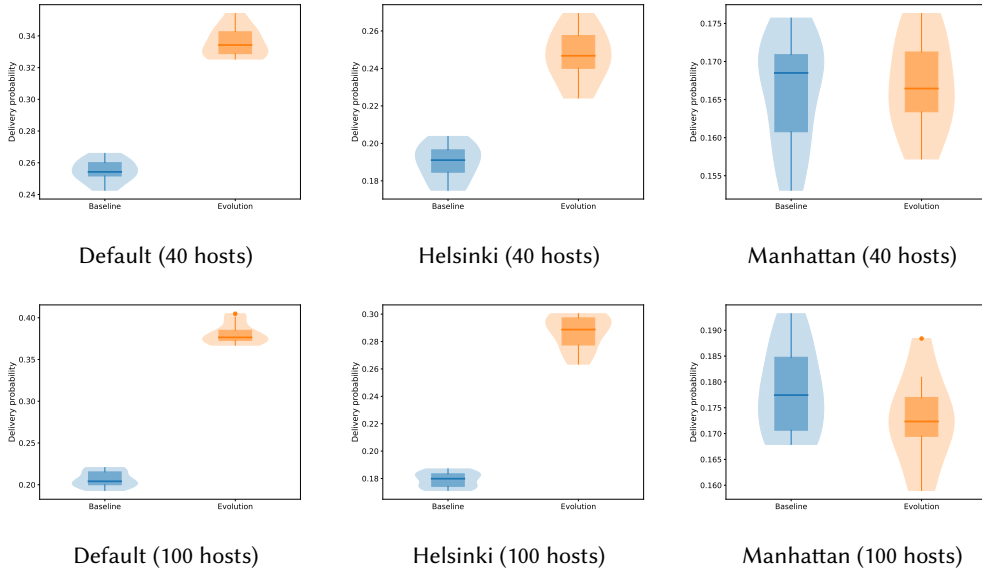 Delivery probability
0.34
0.32
0.30
0.28
0.26
0.24
Baseline
Evolution
Default (40 hosts)
Delivery probability
0.26
0.24
0.22
0.20
0.18
Baseline
Evolution
Helsinki (40 hosts)
Delivery probability
0.175
0.170
0.165
0.160
0.155
Baseline
Evolution
Manhattan (40 hosts)
Delivery probability
0.40
0.35
0.30
0.25
0.20
Baseline
Evolution
Default (100 hosts)
Delivery probability
0.30
0.28
0.26
0.24
0.22
0.20
0.18
Baseline
Evolution
Helsinki (100 hosts)
Delivery probability
0.190
0.185
0.180
0.175
0.170
0.165
0.160
Baseline
Evolution
Manhattan (100 hosts)